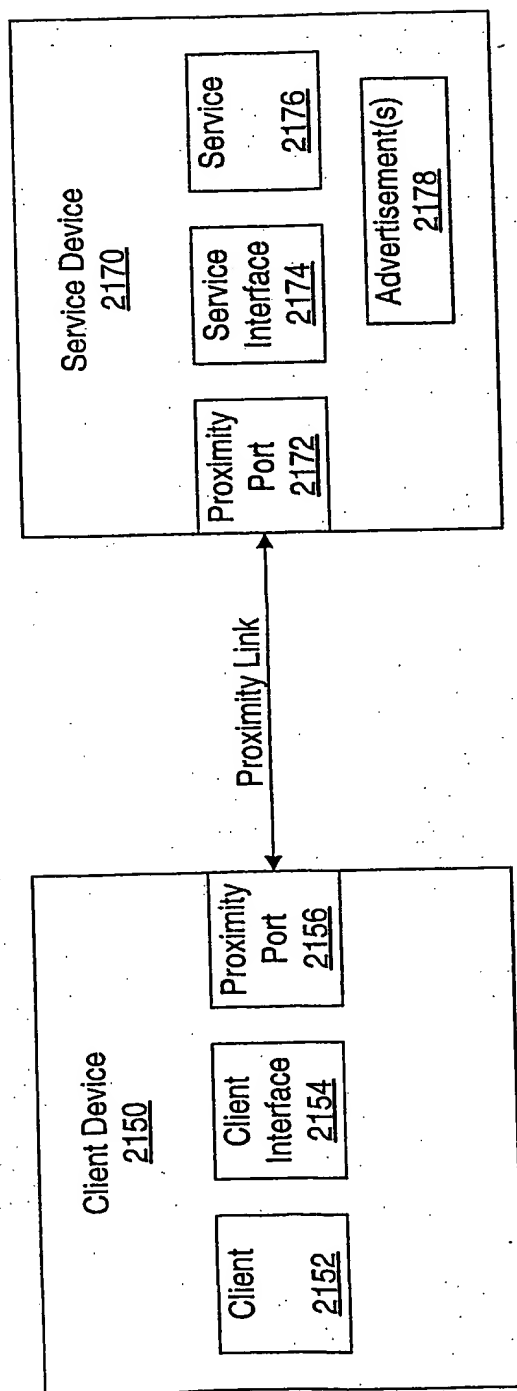 Client Device
2150
Client
2152
Client
Interface
2154
Proximity
Port
2156
Proximity Link
Service Device
2170
Proximity
Port
2172
Service
Interface
2174
Service
2176
Advertisement(s)
2178